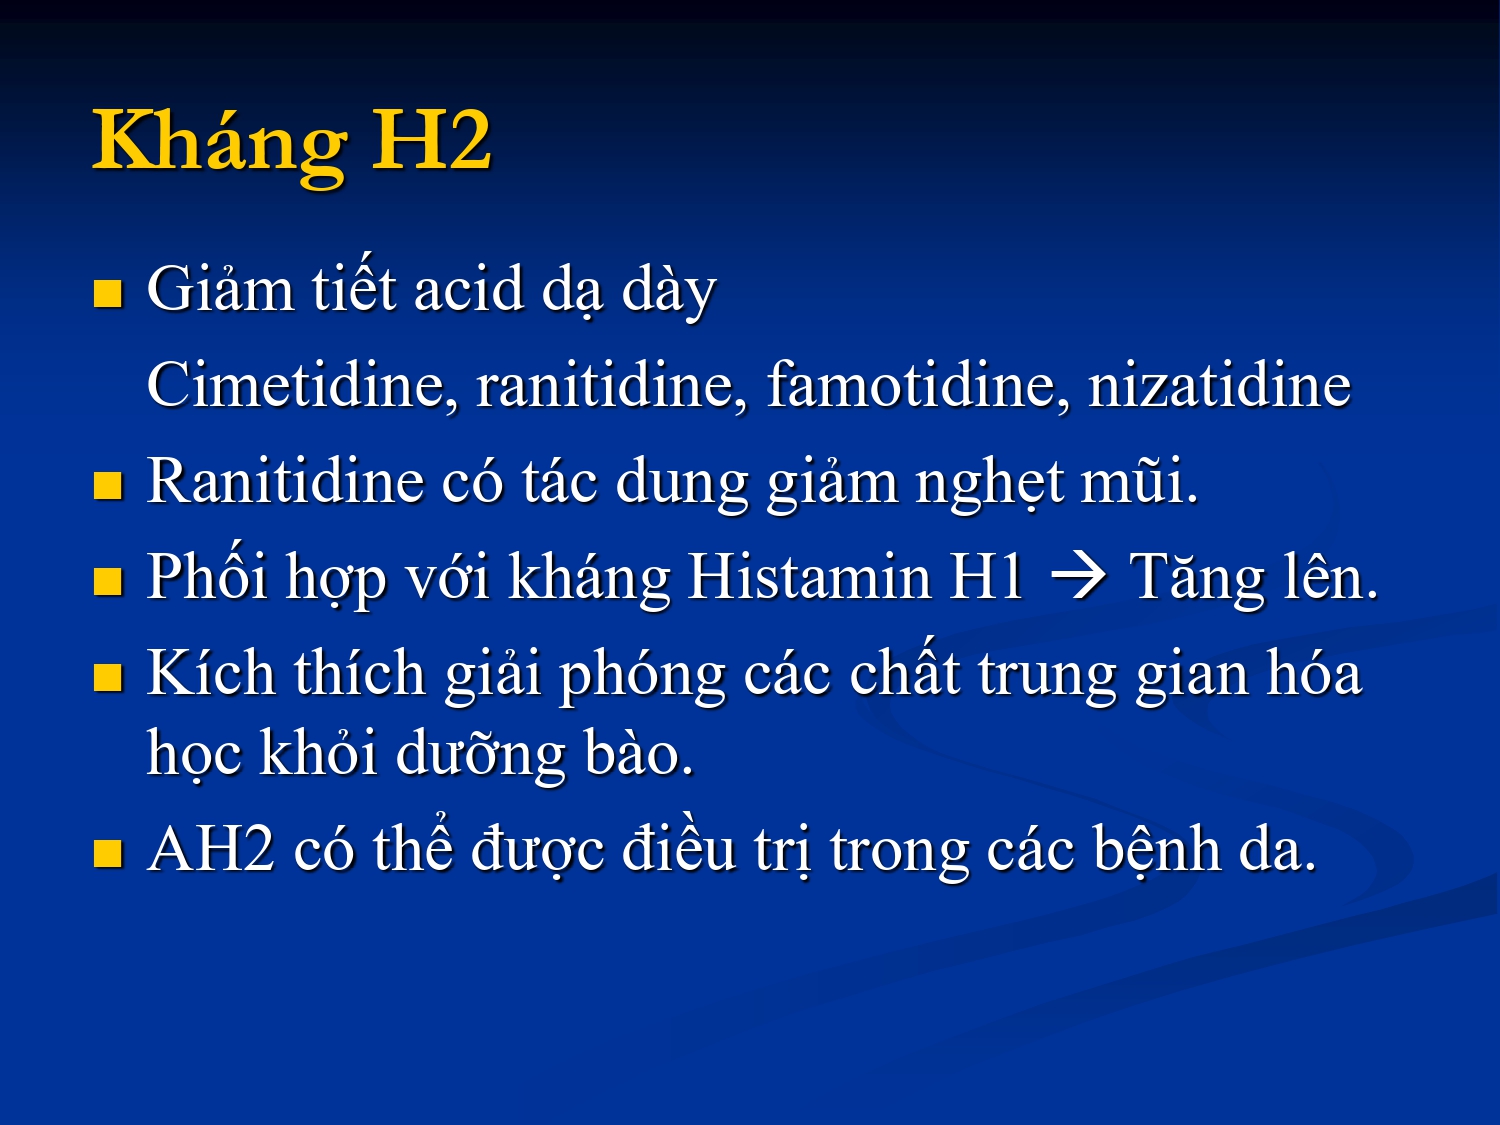 Kháng H2
■ Giảm tiết acid dạ dày
Cimetidine, ranitidine, famotidine, nizatidine
■ Ranitidine có tác dung giảm nghẹt mũi.
■ Phối hợp với kháng Histamin H1 → Tăng lên.
■ Kích thích giải phóng các chất trung gian hóa
học khỏi dưỡng bào.
■ AH2 có thể được điều trị trong các bệnh da.